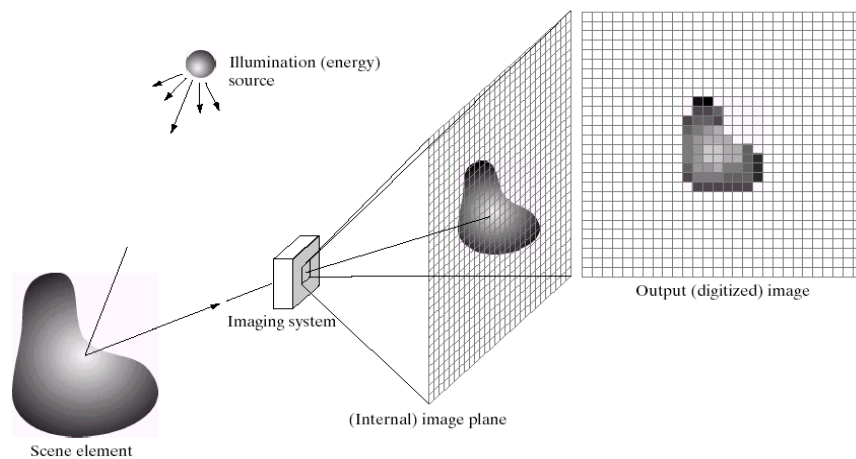 Illumination (energy)
source
Output (digitized) image
Imaging system
(Internal) image plane
Scene element